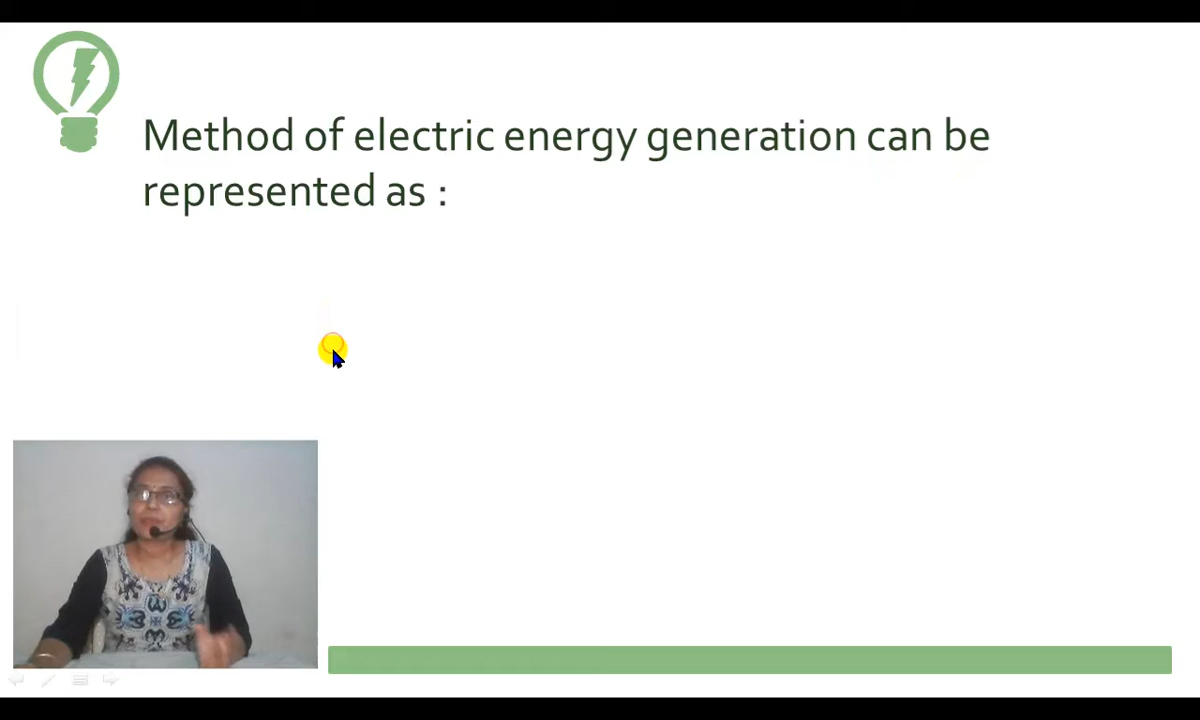 Method of electric energy generation can be
represented as :